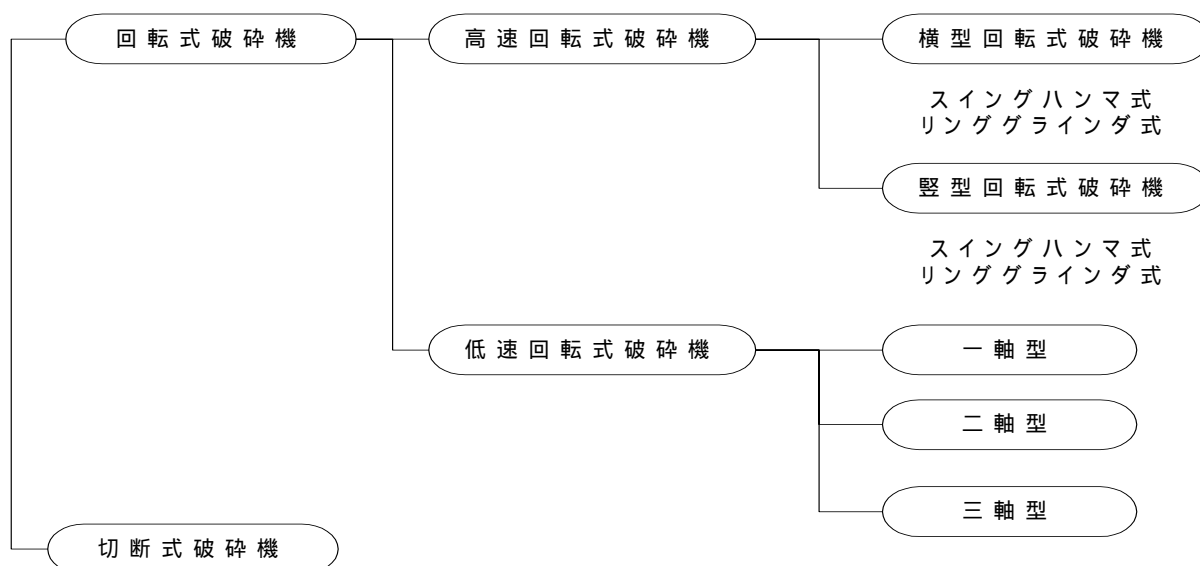 回転式破砕機
高速回転式破砕機
横型回転式破砕機
スイングハンマ式
リンググラインダ式
竪型回転式破砕機
スイングハンマ式
リンググラインダ式
低速回転式破砕機
一軸型
二軸型
三軸型
切断式破砕機